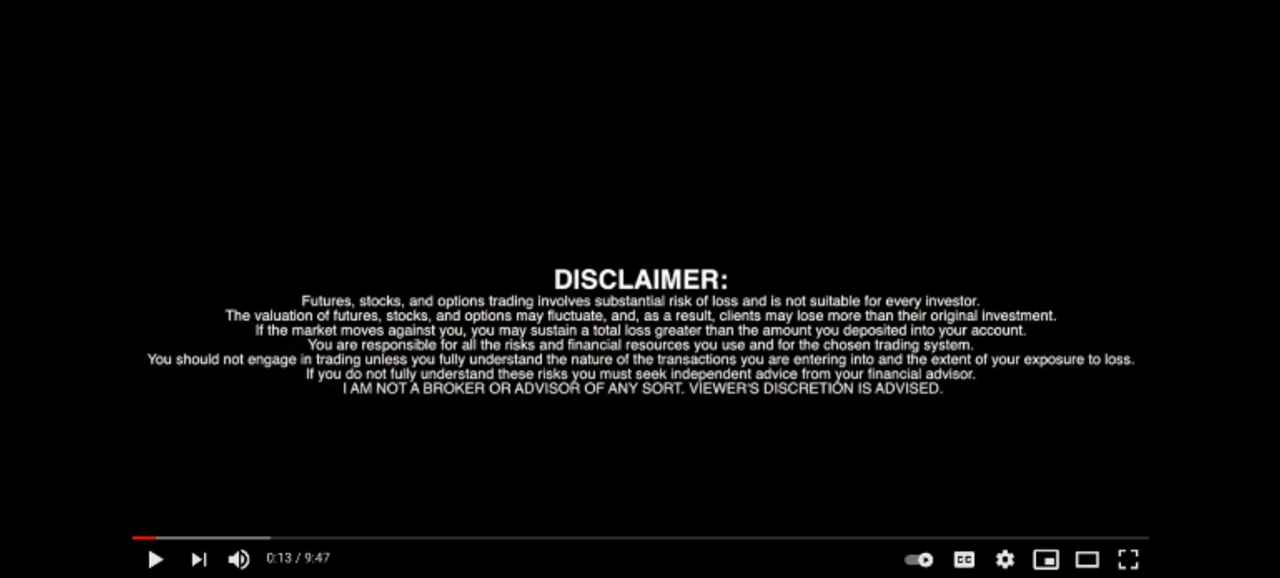 DISCLAIMER:
Futures, stocks, and options trading involves substantial risk of loss and is not suitable for every investor.
The valuation of futures, stocks, and options may fluctuate, and, as a result, clients may lose more than their original investment.
If the market moves against you, you may sustain a total loss greater than the amount you deposited into your account.
You are responsible for all the risks and financial resources you use and for the chosen trading system.
You should not engage in trading unless you fully understand the nature of the transactions you are entering into and the extent of your exposure to loss.
If you do not fully understand these risks you must seek independent advice from your financial advisor.
I AM NOT A BROKER OR ADVISOR OF ANY SORT. VIEWER'S DISCRETION IS ADVISED.
0:13 / 9:47
CC